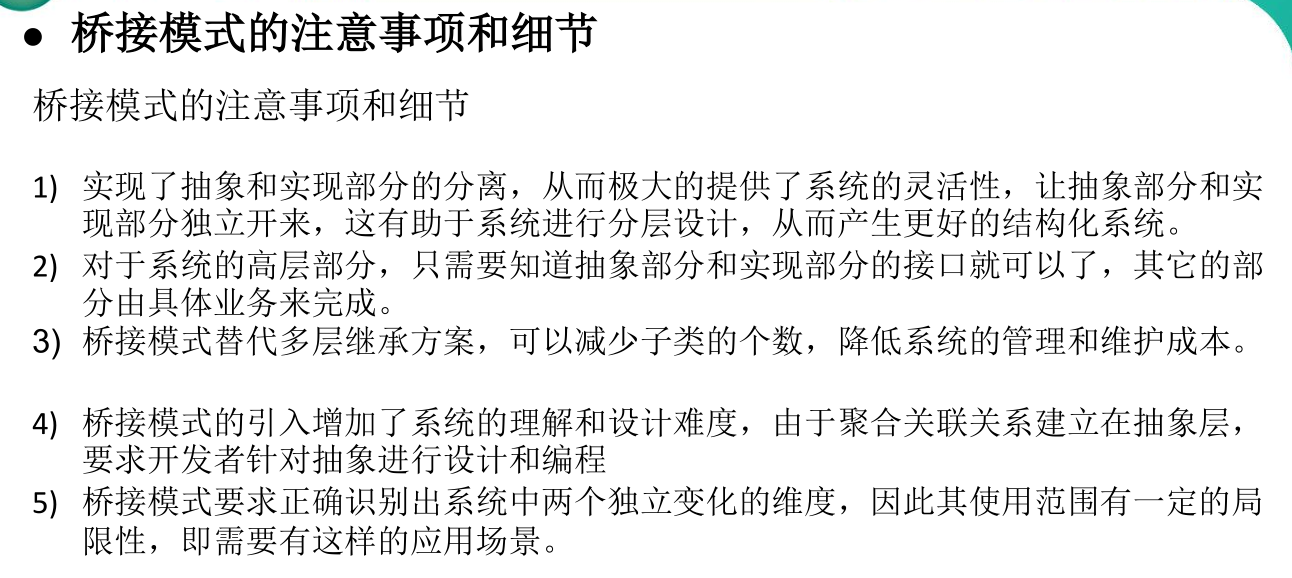 ● 桥接模式的注意事项和细节
桥接模式的注意事项和细节
1) 实现了抽象和实现部分的分离，从而极大的提供了系统的灵活性，让抽象部分和实
现部分独立开来，这有助于系统进行分层设计，从而产生更好的结构化系统。
2) 对于系统的高层部分，只需要知道抽象部分和实现部分的接口就可以了，其它的部
分由具体业务来完成。
3) 桥接模式替代多层继承方案，可以减少子类的个数，降低系统的管理和维护成本。
4) 桥接模式的引入增加了系统的理解和设计难度，由于聚合关联关系建立在抽象层，
要求开发者针对抽象进行设计和编程
5) 桥接模式要求正确识别出系统中两个独立变化的维度，因此其使用范围有一定的局
限性，即需要有这样的应用场景。